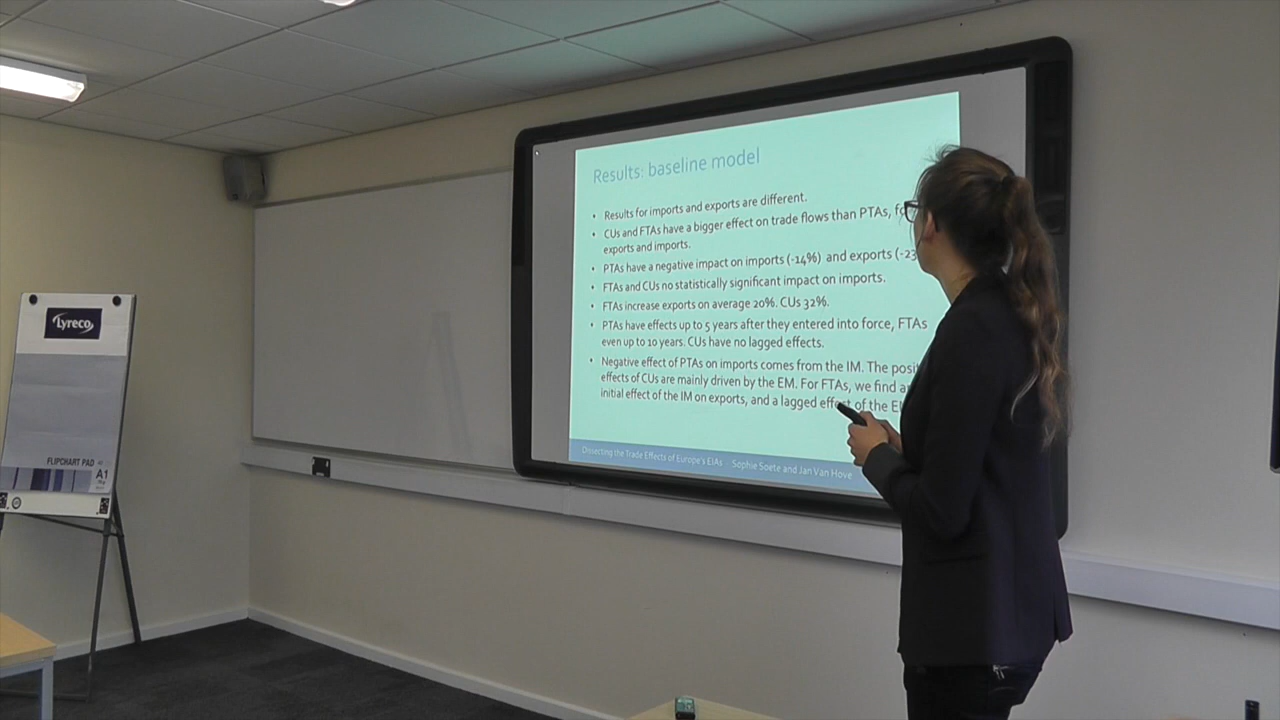 Results: baseline model
• Results for imports and exports are different.
• CUs and FTAs have a bigger effect on trade flows than PTAs,
exports and imports.
• PTAs have a negative impact on imports (-14%) and exports (-23
• FTAs and CUs no statistically significant impact on imports.
• FTAs increase exports on average 20%. CUs 32%.
• PTAs have effects up to 5 years after they entered into force, FTAs
even up to 10 years. CUs have no lagged effects.
• Negative effect of PTAs on imports comes from the IM. The posit
effects of CUs are mainly driven by the EM. For FTAs, we find a
initial effect of the IM on exports, and a lagged effect of the E
Dissecting the Trade Effects of Europe's EIAs Sophie Soete and Jan Van Hove
Lyreco
FLIPCHART PAD
A1